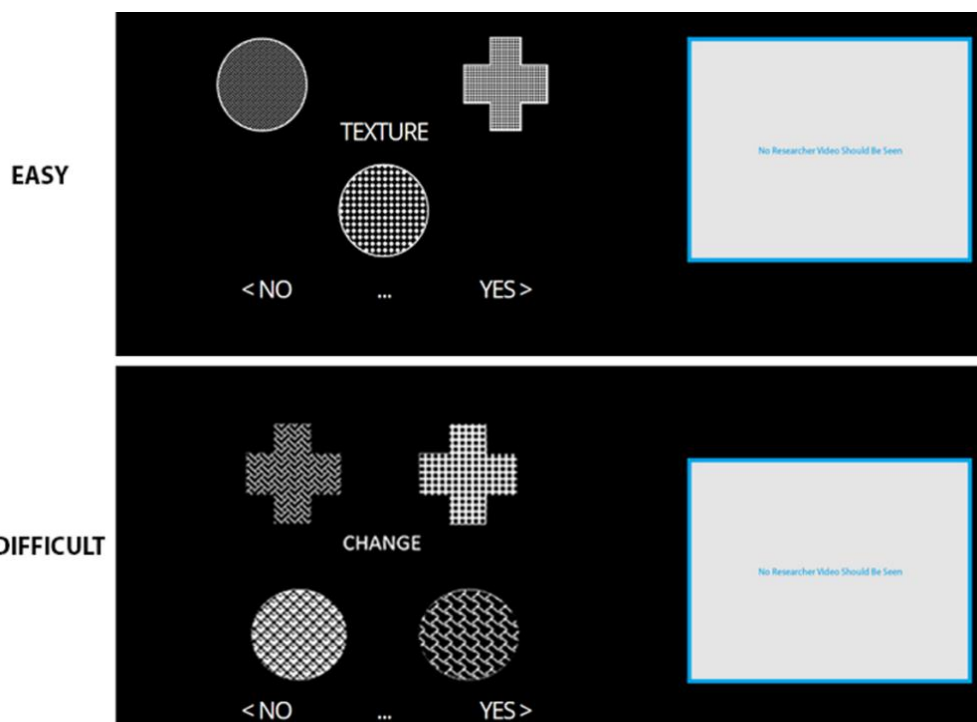 EASY
TEXTURE
< NO ... YES >
No Researcher Video Should Be Seen
DIFFICULT
CHANGE
< NO ... YES >
No Researcher Video Should Be Seen